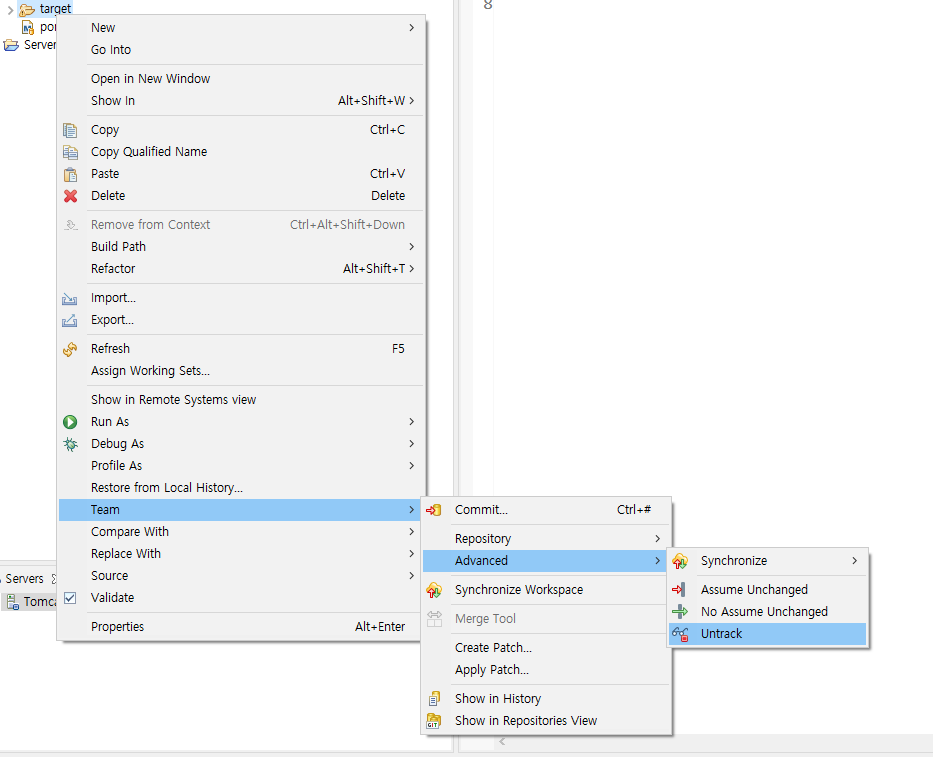 target
8
Server
New
Go Into
Open in New Window
Show In Alt+Shift+W
Copy Ctrl+C
Copy Qualified Name
Paste Ctrl+V
Delete Delete
Remove from Context Ctrl+Alt+Shift+Down
Build Path
Refactor Alt+Shift+T
Import...
Export...
Refresh F5
Assign Working Sets...
Show in Remote Systems view
Run As
Debug As
Profile As
Restore from Local History...
Team
Compare With
Replace With
Source
Validate
Properties Alt+Enter
Commit... Ctrl+#
Repository
Advanced
Synchronize Workspace
Merge Tool
Create Patch...
Apply Patch...
Show in History
GIT Show in Repositories View
Synchronize
Assume Unchanged
No Assume Unchanged
Untrack
Servers